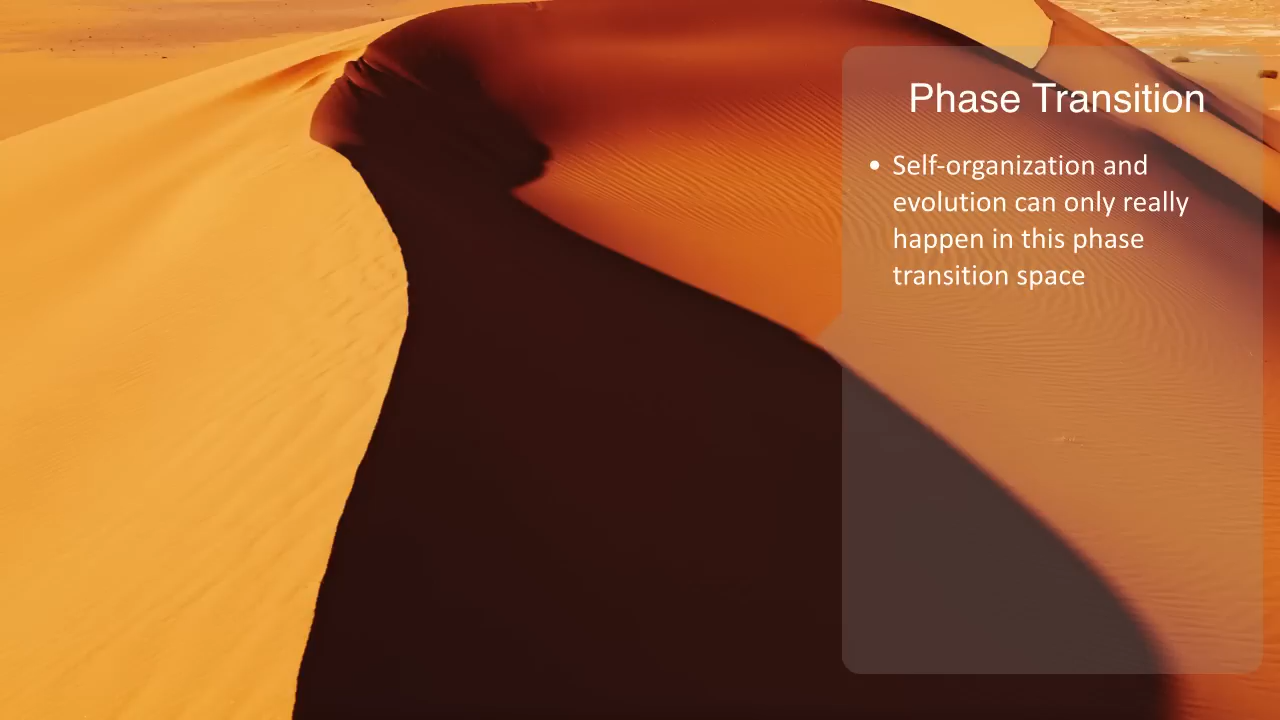 Phase Transition
• Self-organization and
evolution can only really
happen in this phase
transition space